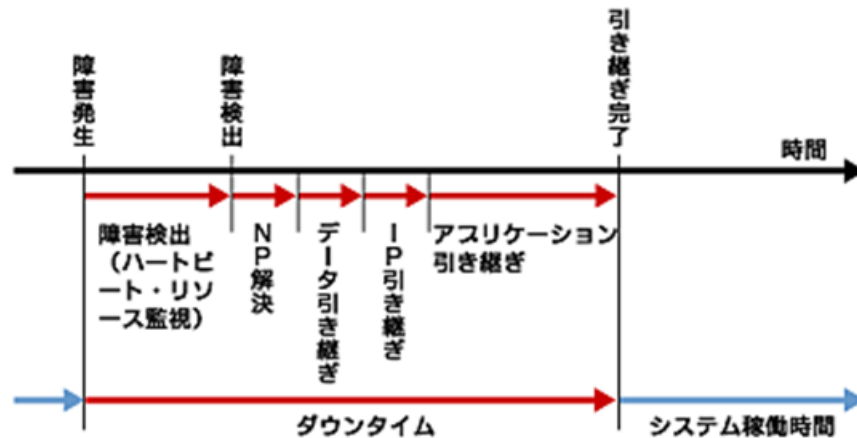 障害発生
障害検出
引き継ぎ完了
時間
障害検出
（ハートビ
ート・リソ
ース監視）
NP解決
データ引き継ぎ
IP引き継ぎ
アプリケーション
引き継ぎ
ダウンタイム
システム稼働時間